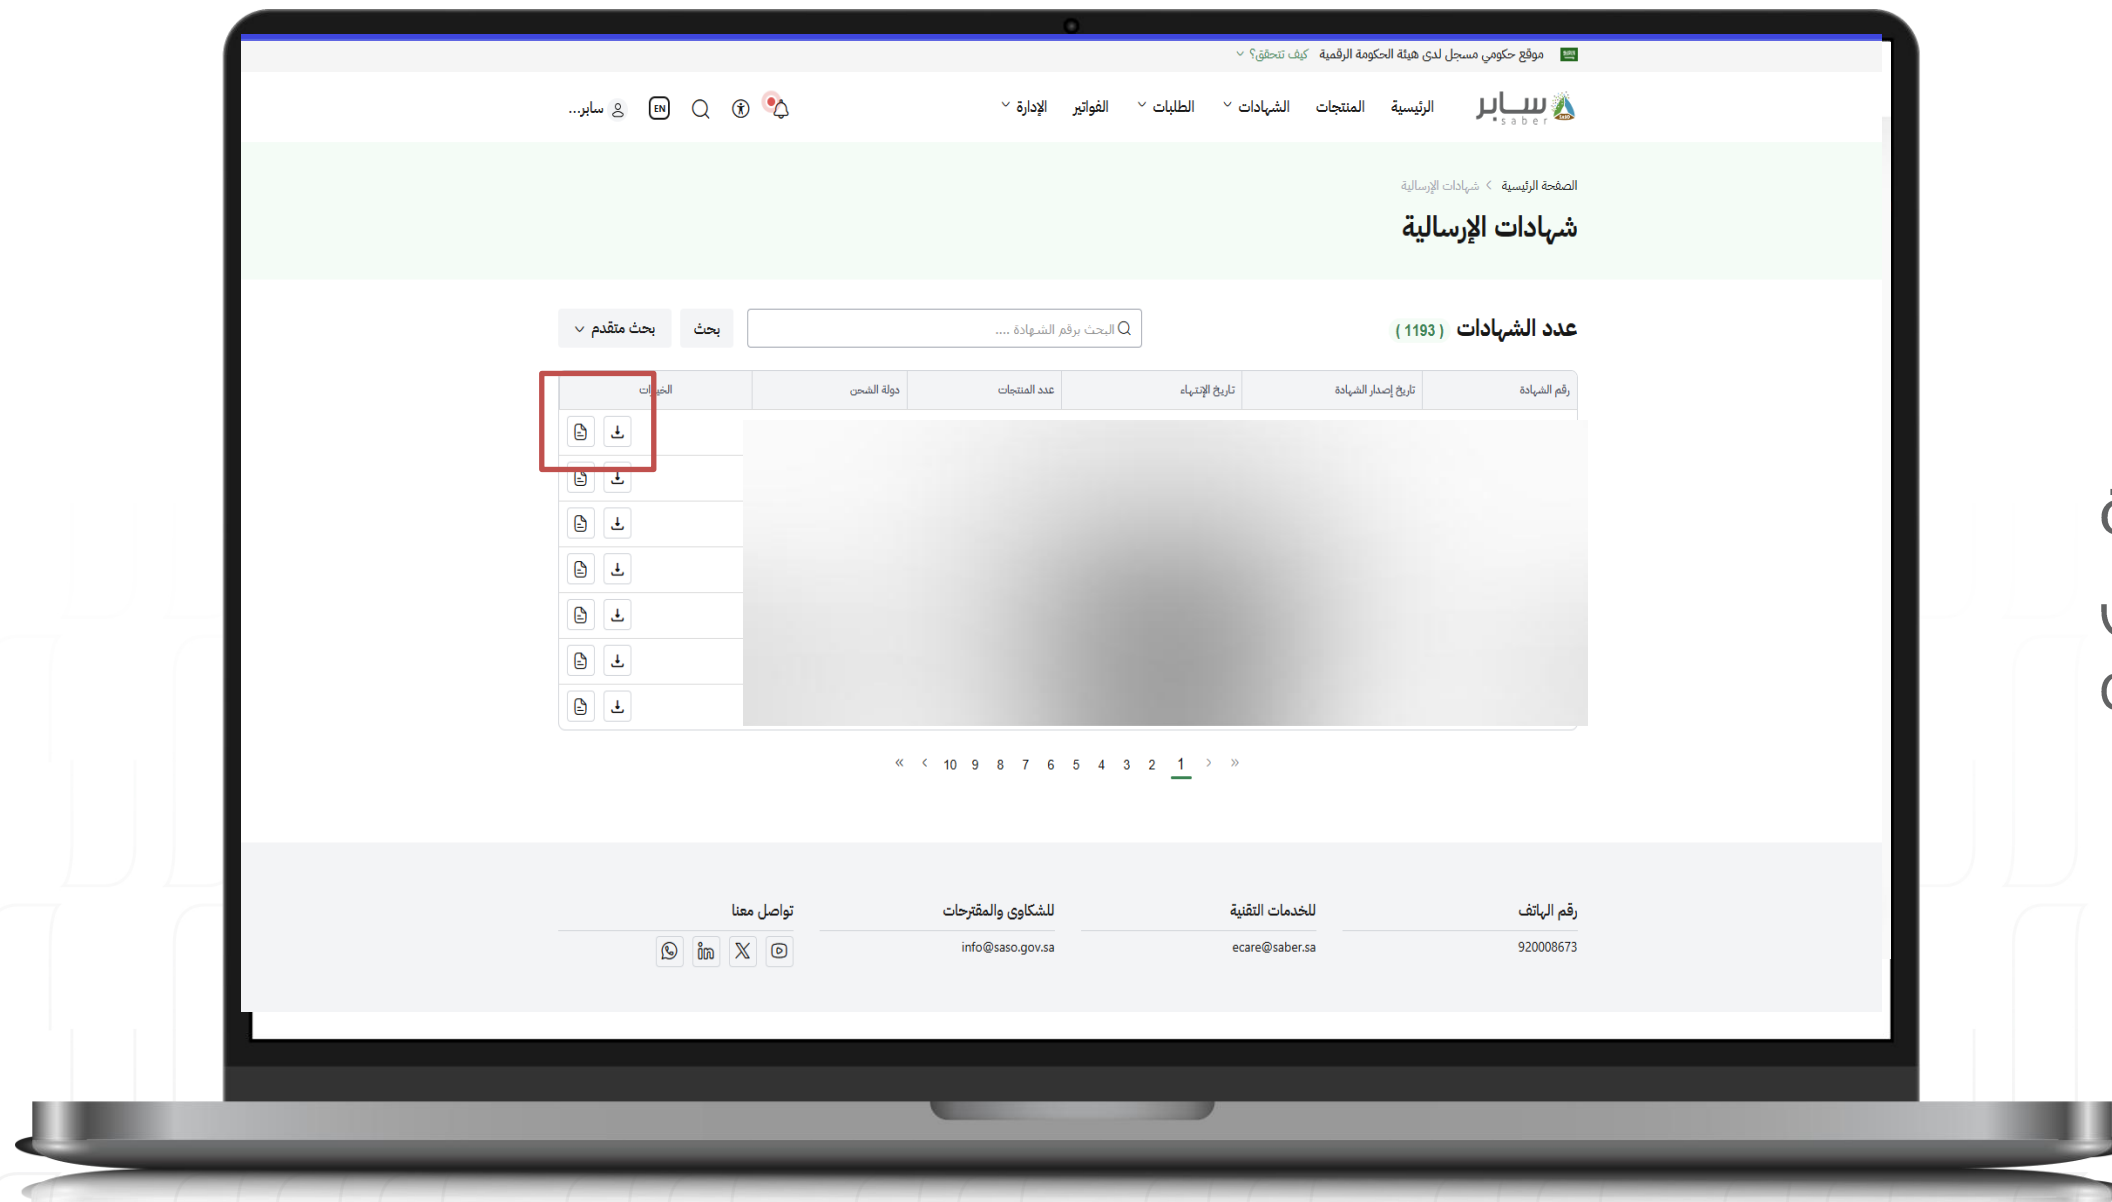 موقع حكومي مسجل لدى هيئة الحكومة الرقمية كيف تتحقق؟
سابر
saber
الرئيسية المنتجات الشهادات الطلبات الفواتير الإدارة
EN سابر...
الصفحة الرئيسية > شهادات الإرسالية
شهادات الإرسالية
عدد الشهادات ( 1193 )
البحث برقم الشهادة ....
بحث
بحث متقدم
رقم الشهادة تاريخ إصدار الشهادة تاريخ الإنتهاء عدد المنتجات دولة الشحن الخيارات
« ‹ 10 9 8 7 6 5 4 3 2 1 › »
رقم الهاتف للخدمات التقنية للشكاوى والمقترحات تواصل معنا
920008673 ecare@saber.sa info@saso.gov.sa